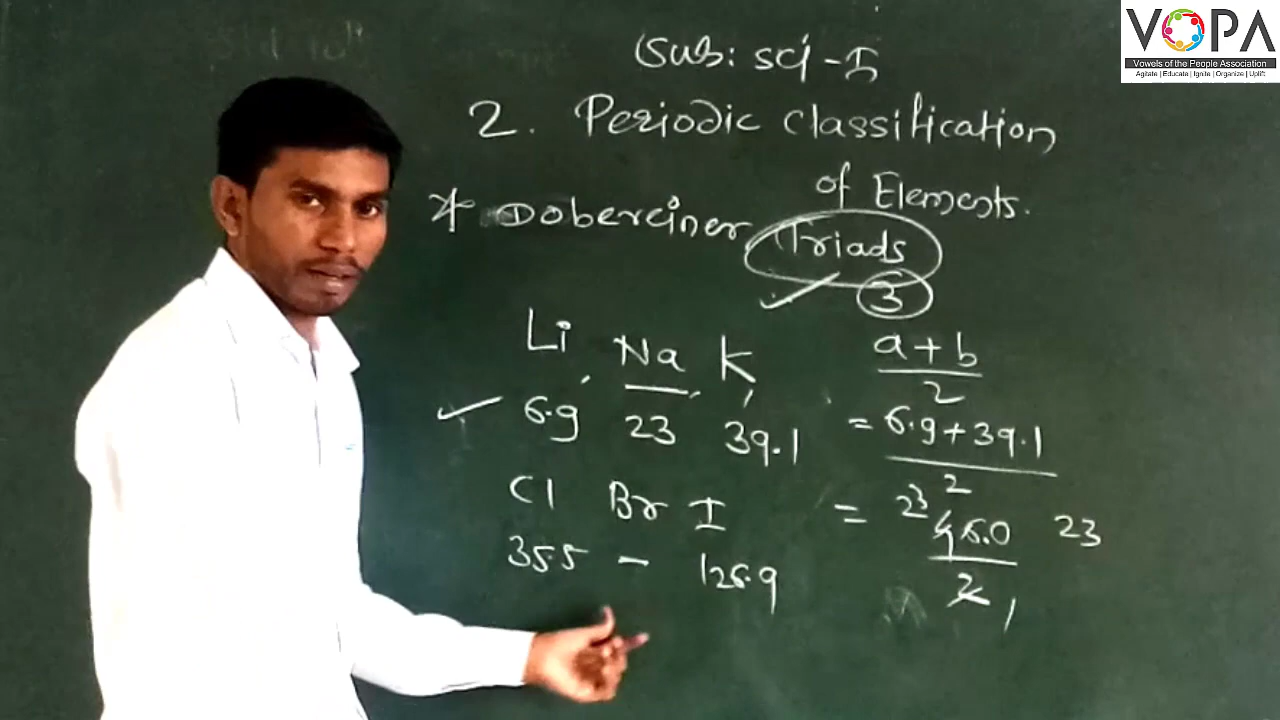 VOPA
Vowels of the People Association
Agitate | Educate | Ignite | Organize | Uplift
Sub: sci-I
2. Periodic classification
of Elements.
* Dobereiner Triads
3
Li, Na, K,
6.9 23 39.1
a+b
2
= 6.9+39.1
2
Cl Br I
35.5 – 126.9
= 23 46.0 23
2 1